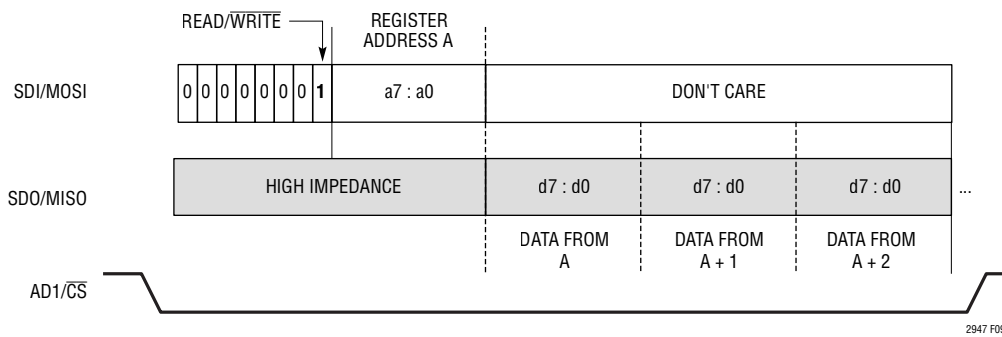 READ/WRITE
REGISTER
ADDRESS A
SDI/MOSI
0 0 0 0 0 0 0 1
a7 : a0
DON'T CARE
SDO/MISO
HIGH IMPEDANCE
d7 : d0
d7 : d0
d7 : d0
...
DATA FROM
A
DATA FROM
A + 1
DATA FROM
A + 2
AD1/CS
2947 F09